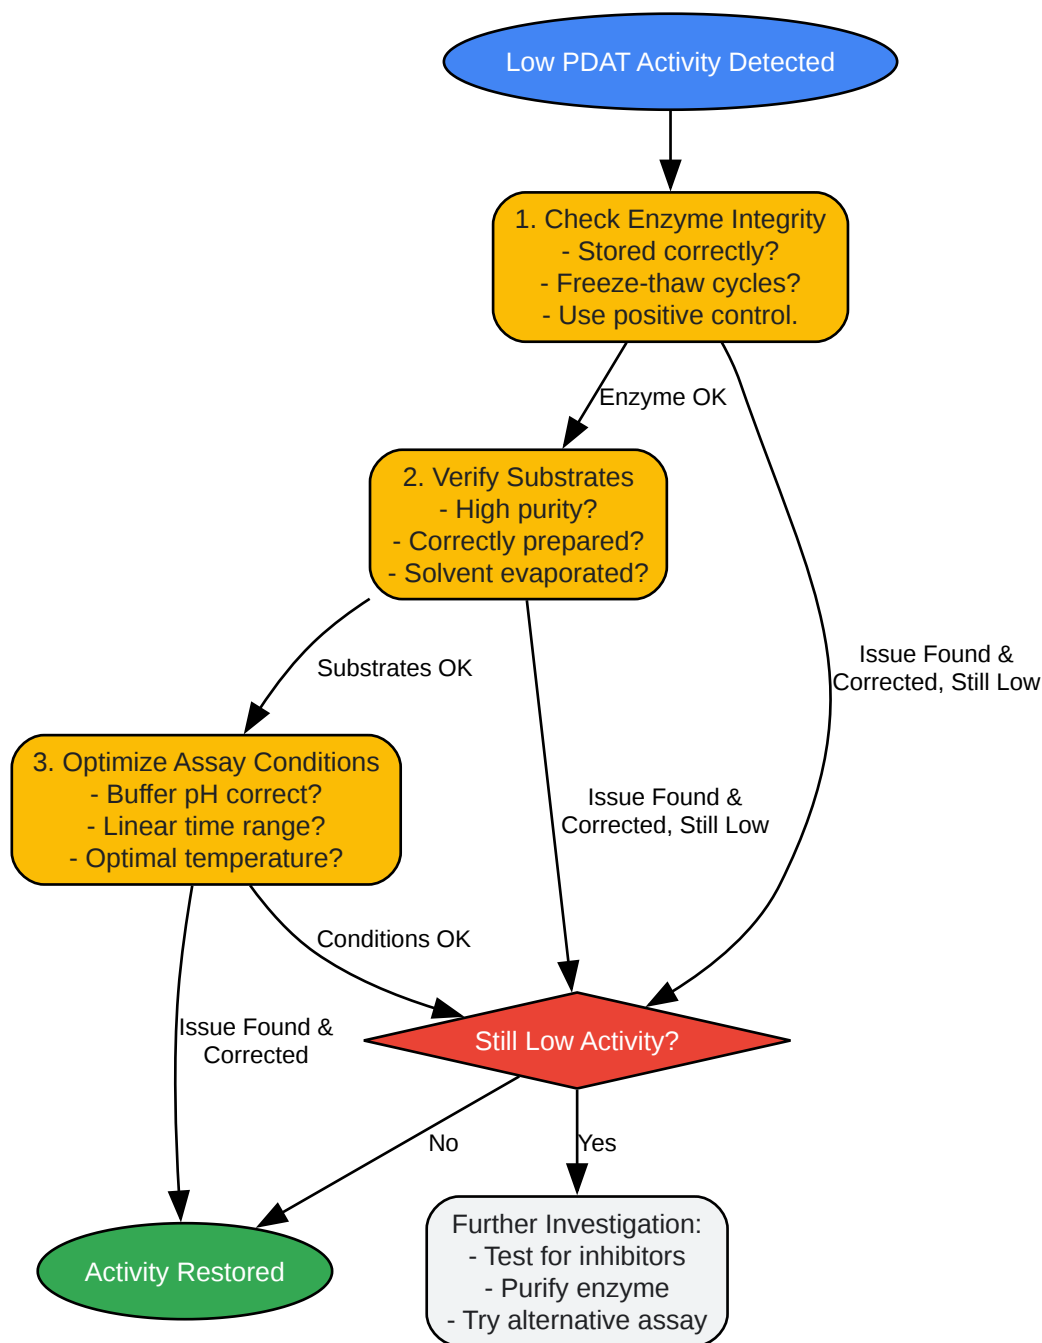 Low PDAT Activity Detected
1. Check Enzyme Integrity
- Stored correctly?
- Freeze-thaw cycles?
- Use positive control.
Enzyme OK
2. Verify Substrates
- High purity?
- Correctly prepared?
- Solvent evaporated?
Issue Found &
Corrected, Still Low
Substrates OK
3. Optimize Assay Conditions
- Buffer pH correct?
- Linear time range?
- Optimal temperature?
Issue Found &
Corrected, Still Low
Conditions OK
Issue Found &
Corrected
Still Low Activity?
No
Yes
Activity Restored
Further Investigation:
- Test for inhibitors
- Purify enzyme
- Try alternative assay